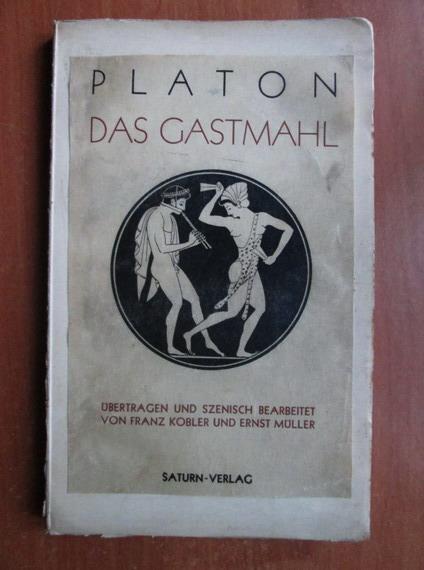 PLATON
DAS GASTMAHL
ÜBERTRAGEN UND SZENISCH BEARBEITET
VON FRANZ KOBLER UND ERNST MÜLLER
SATURN-VERLAG